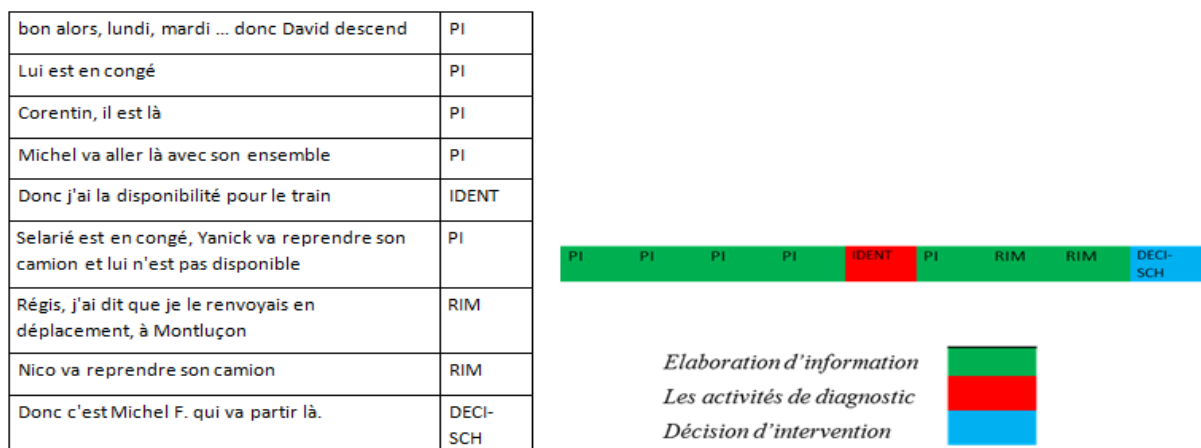 bon alors, lundi, mardi ... donc David descend PI
Lui est en congé PI
Corentin, il est là PI
Michel va aller là avec son ensemble PI
Donc j'ai la disponibilité pour le train IDENT
Selarié est en congé, Yanick va reprendre son PI
camion et lui n'est pas disponible
Régis, j'ai dit que je le renvoyais en RIM
déplacement, à Montluçon
Nico va reprendre son camion RIM
Donc c'est Michel F. qui va partir là. DECI-
SCH
PI PI PI PI IDENT PI RIM RIM DECI-
SCH
Elaboration d'information
Les activités de diagnostic
Décision d'intervention